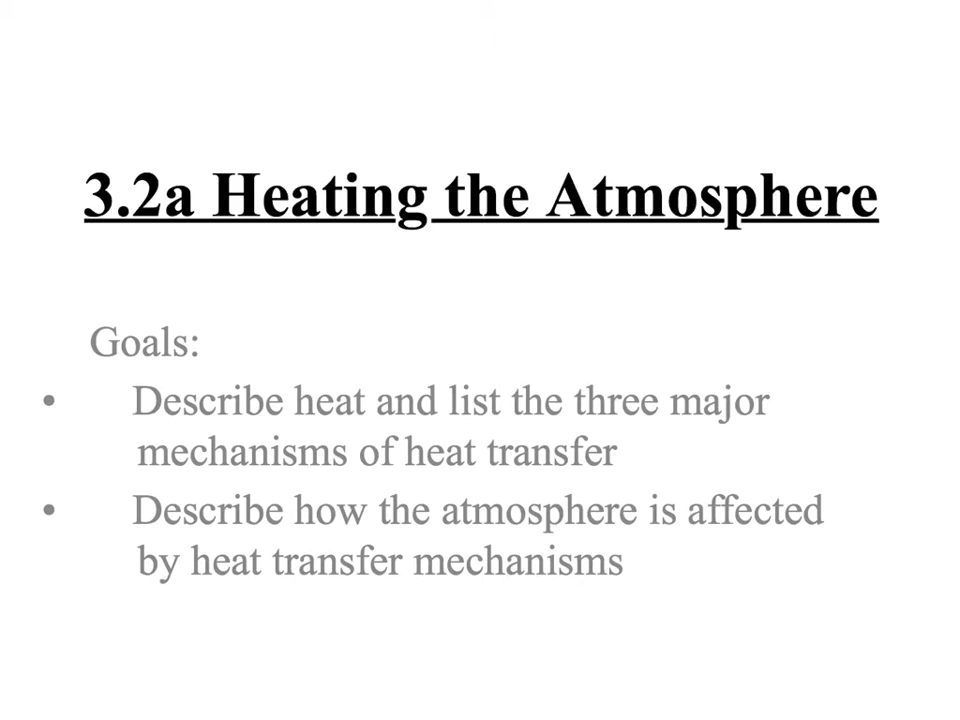 3.2a Heating the Atmosphere
Goals:
• Describe heat and list the three major
mechanisms of heat transfer
• Describe how the atmosphere is affected
by heat transfer mechanisms